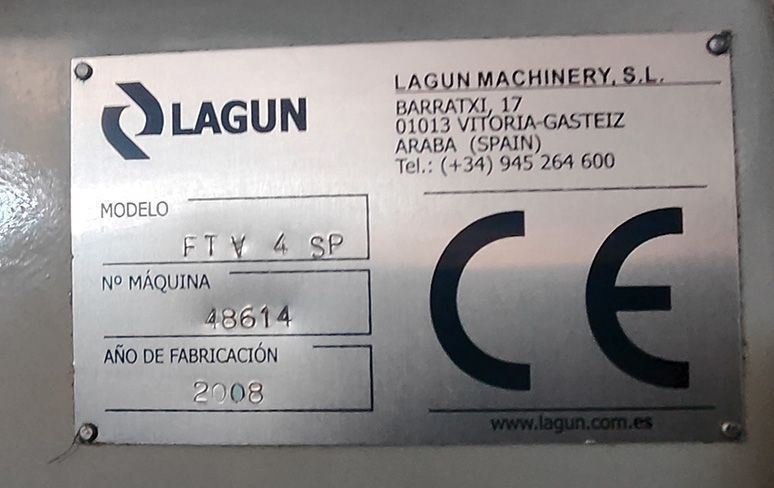 LAGUN
LAGUN MACHINERY, S.L.
BARRATXI, 17
01013 VITORIA-GASTEIZ
ARABA (SPAIN)
Tel.: (+34) 945 264 600
MODELO
FTV 4 SP
Nº MÁQUINA
48614
AÑO DE FABRICACIÓN
2008
CE
www.lagun.com.es